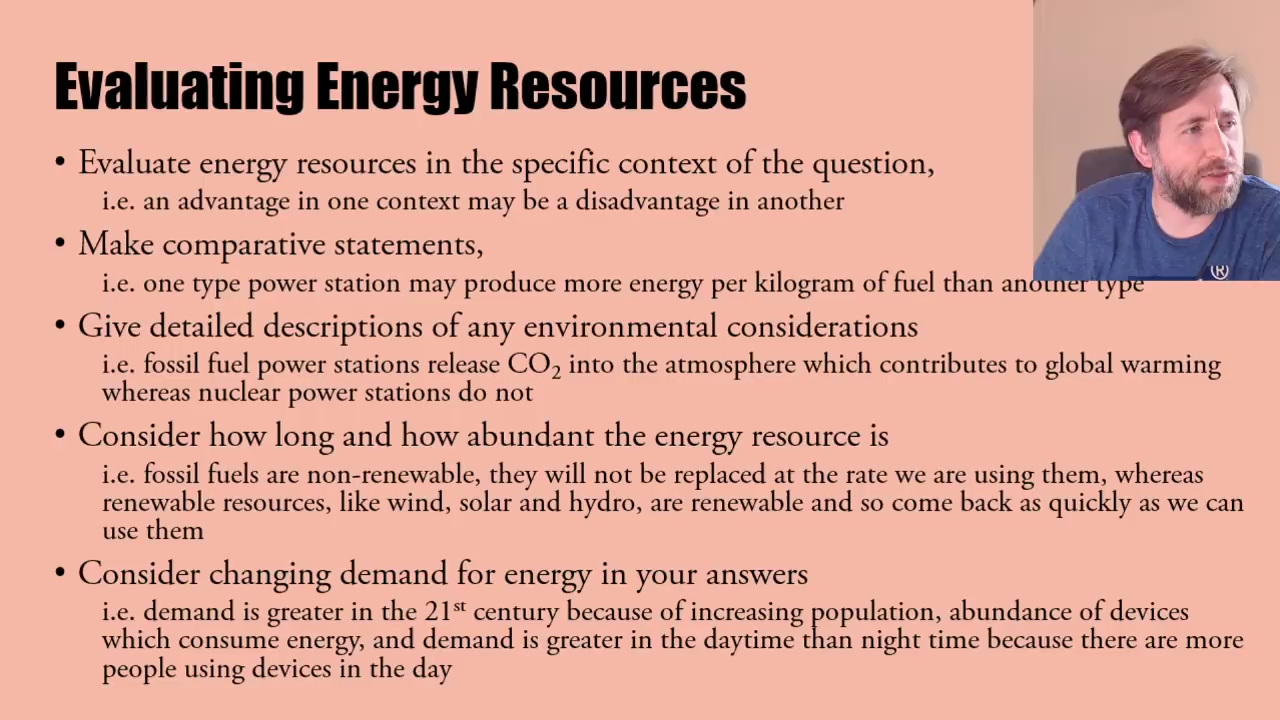 Evaluating Energy Resources
• Evaluate energy resources in the specific context of the question,
i.e. an advantage in one context may be a disadvantage in another
• Make comparative statements,
i.e. one type power station may produce more energy per kilogram of fuel than another type
• Give detailed descriptions of any environmental considerations
i.e. fossil fuel power stations release CO₂ into the atmosphere which contributes to global warming
whereas nuclear power stations do not
• Consider how long and how abundant the energy resource is
i.e. fossil fuels are non-renewable, they will not be replaced at the rate we are using them, whereas
renewable resources, like wind, solar and hydro, are renewable and so come back as quickly as we can
use them
• Consider changing demand for energy in your answers
i.e. demand is greater in the 21st century because of increasing population, abundance of devices
which consume energy, and demand is greater in the daytime than night time because there are more
people using devices in the day
®